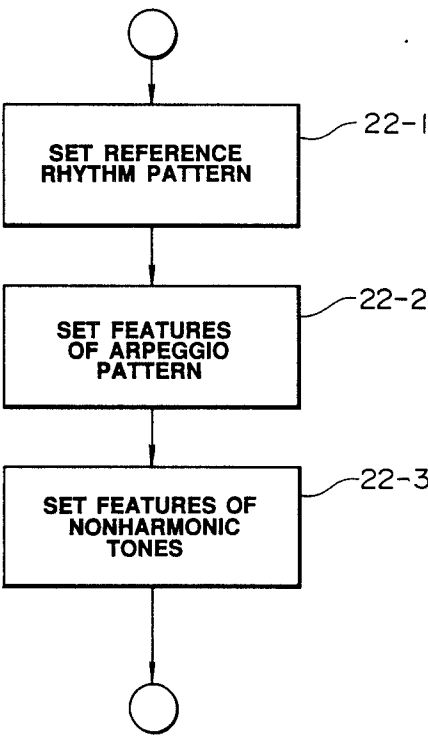 SET REFERENCE
RHYTHM PATTERN
22-1
SET FEATURES
OF ARPEGGIO
PATTERN
22-2
SET FEATURES OF
NONHARMONIC
TONES
22-3